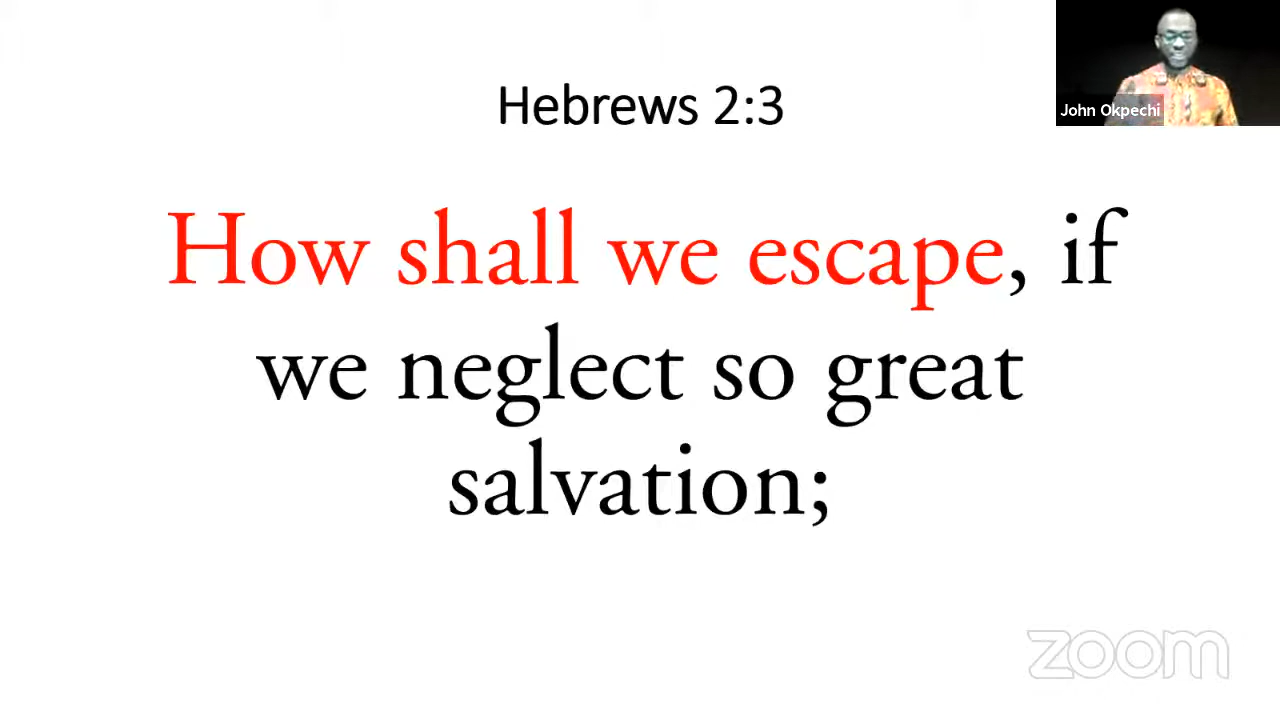 Hebrews 2:3
John Okpechi
How shall we escape, if
we neglect so great
salvation;
zoom